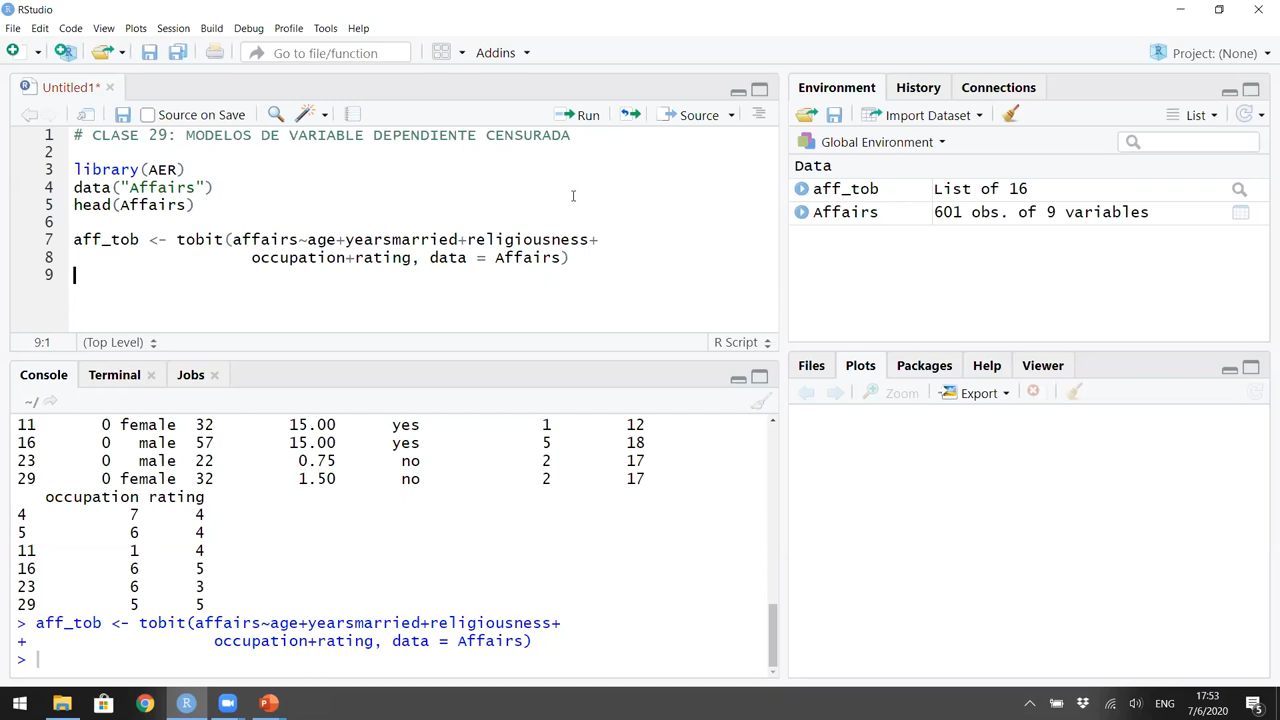 RStudio
File Edit Code View Plots Session Build Debug Profile Tools Help
Go to file/function Addins Project: (None)
Untitled1*
Source on Save Run Source
1 # CLASE 29: MODELOS DE VARIABLE DEPENDIENTE CENSURADA
2
3 library(AER)
4 data("Affairs")
5 head(Affairs)
6
7 aff_tob <- tobit(affairs~age+yearsmarried+religiousness+
8 occupation+rating, data = Affairs)
9
9:1 (Top Level) R Script
Console Terminal Jobs
~/
11 0 female 32 15.00 yes 1 12
16 0 male 57 15.00 yes 5 18
23 0 male 22 0.75 no 2 17
29 0 female 32 1.50 no 2 17
occupation rating
4 7 4
5 6 4
11 1 4
16 6 5
23 6 3
29 5 5
> aff_tob <- tobit(affairs~age+yearsmarried+religiousness+
+ occupation+rating, data = Affairs)
>
Environment History Connections
Import Dataset List
Global Environment
Data
aff_tob List of 16
Affairs 601 obs. of 9 variables
Files Plots Packages Help Viewer
Zoom Export
ENG 17:53
7/6/2020
5